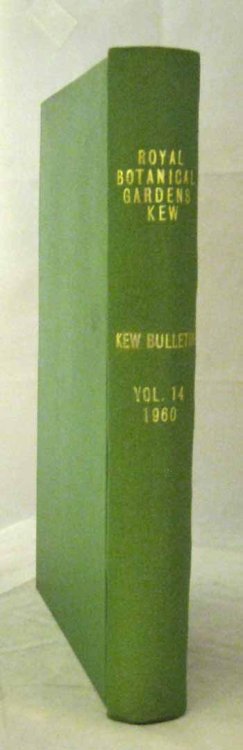 ROYAL
BOTANICAL
GARDENS
KEW
KEW BULLETIN
VOL. 14
1960